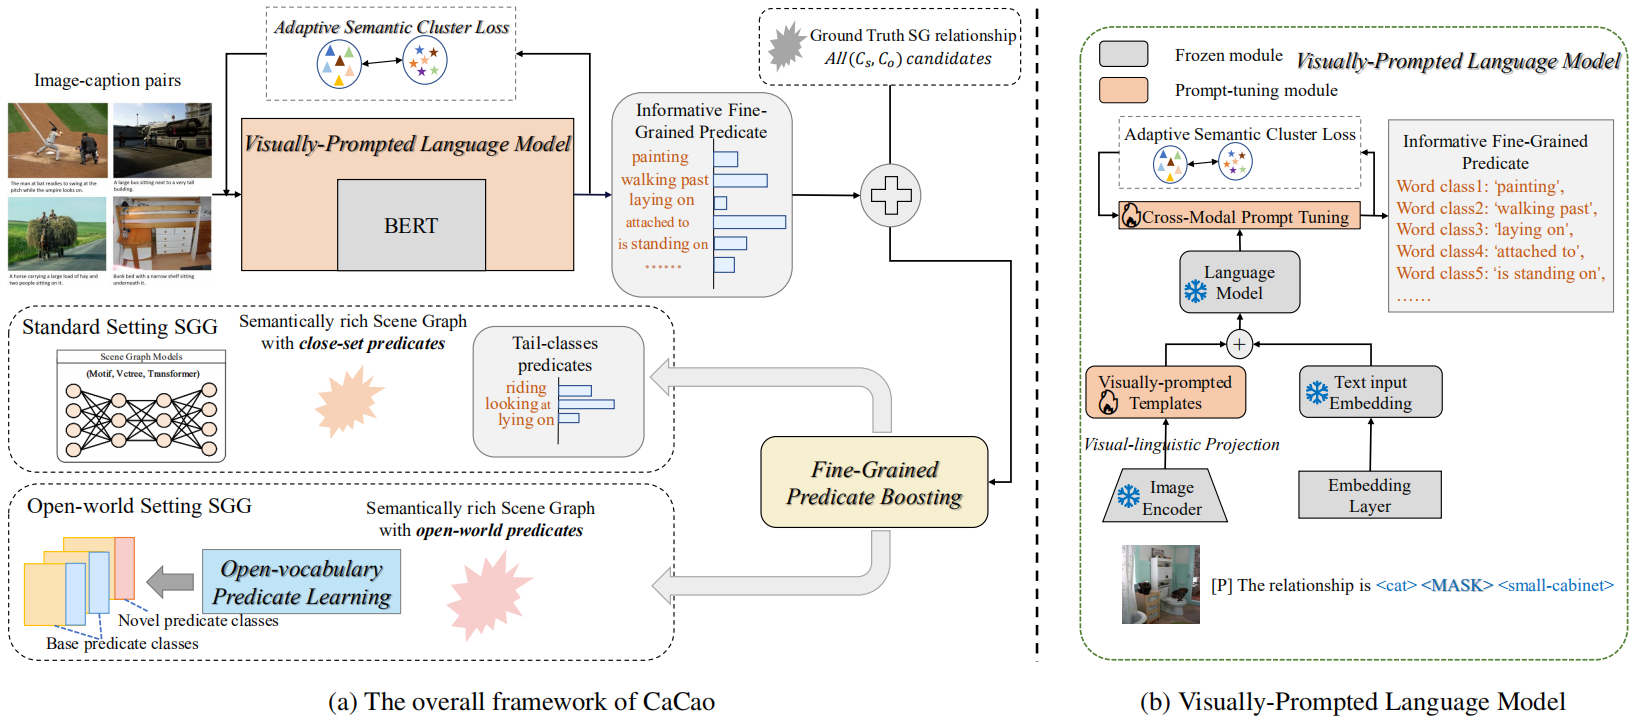 Adaptive Semantic Cluster Loss
Image-caption pairs
The man at bat readies to swing at the
pitch while the umpire looks on.
A large bus sitting next to a very tall
building.
A horse carrying a large load of hay and
two people sitting on it.
Bunk bed with a narrow shelf sitting
underneath it.
Visually-Prompted Language Model
BERT
Informative Fine-
Grained Predicate
painting
walking past
laying on
attached to
is standing on
······
Ground Truth SG relationship
All(Cs, Co) candidates
Standard Setting SGG
Scene Graph Models
(Motif, Vctree, Transformer)
Semantically rich Scene Graph
with close-set predicates
Tail-classes
predicates
riding
looking at
lying on
Fine-Grained
Predicate Boosting
Open-world Setting SGG
Semantically rich Scene Graph
with open-world predicates
Open-vocabulary
Predicate Learning
Novel predicate classes
Base predicate classes
(a) The overall framework of CaCao
Frozen module
Visually-Prompted Language Model
Prompt-tuning module
Adaptive Semantic Cluster Loss
Cross-Modal Prompt Tuning
Informative Fine-Grained
Predicate
Word class1: ‘painting’,
Word class2: ‘walking past’,
Word class3: ‘laying on’,
Word class4: ‘attached to’,
Word class5: ‘is standing on’,
……
Language
Model
+
Visually-prompted
Templates
Text input
Embedding
Visual-linguistic Projection
Image
Encoder
Embedding
Layer
[P] The relationship is <cat> <MASK> <small-cabinet>
(b) Visually-Prompted Language Model